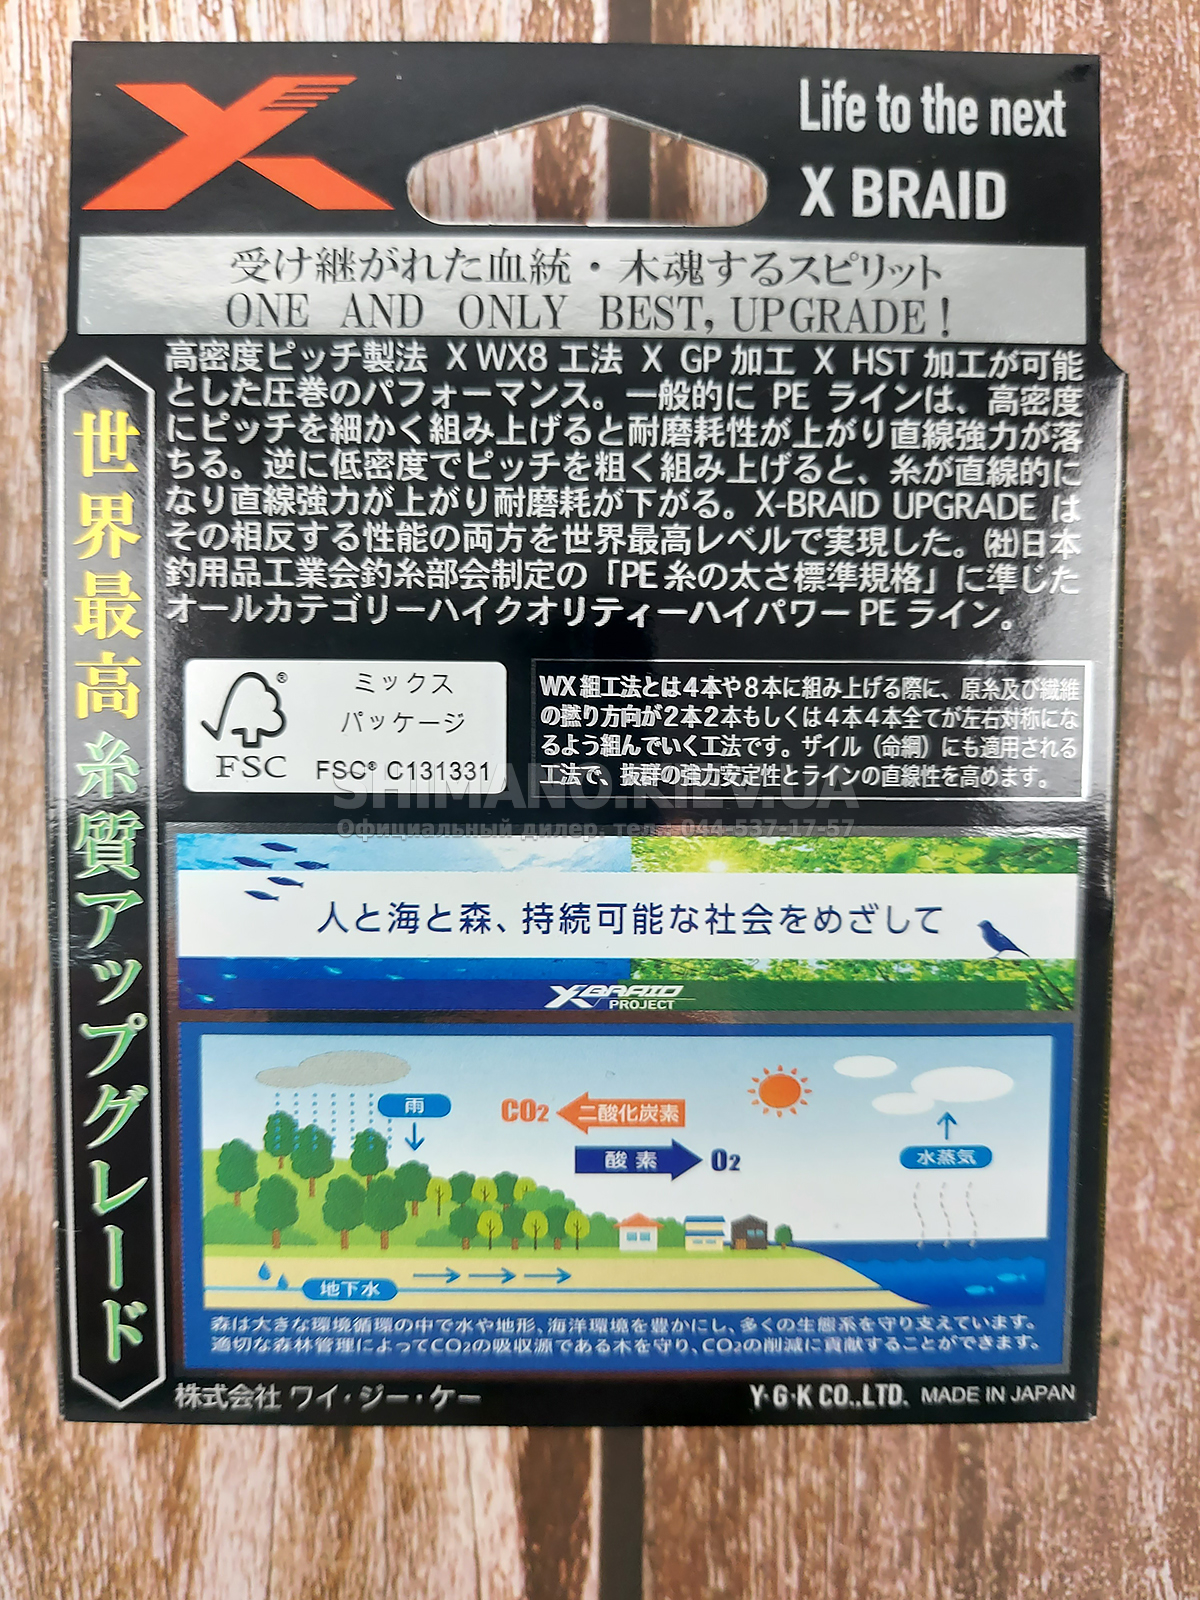 Life to the next
X BRAID
受け継がれた血統・木魂するスピリット
ONE AND ONLY BEST, UPGRADE!
世界最高糸質アップグレード
高密度ピッチ製法 X WX8 工法 X GP 加工 X HST 加工が可能
とした圧巻のパフォーマンス。一般的に PE ラインは、高密度
にピッチを細かく組み上げると耐磨耗性が上がり直線強力が落
ちる。逆に低密度でピッチを粗く組み上げると、糸が直線的に
なり直線強力が上がり耐磨耗が下がる。X-BRAID UPGRADE は
その相反する性能の両方を世界最高レベルで実現した。㈳日本
釣用品工業会釣糸部会制定の「PE 糸の太さ標準規格」に準じた
オールカテゴリーハイクオリティーハイパワー PE ライン。
FSC®
ミックス
パッケージ
FSC® C131331
WX 組工法とは4本や8本に組み上げる際に、原糸及び繊維
の撚り方向が2本2本もしくは4本4本全てが左右対称にな
るよう組んでいく工法です。ザイル（命綱）にも適用される
工法で、抜群の強力安定性とラインの直線性を高めます。
SHIMANO.KIEV.UA
Официальный дилер, тел. 044-537-17-57
人と海と森、持続可能な社会をめざして
X-BRAID
PROJECT
雨
CO2 二酸化炭素
酸素 O2
水蒸気
地下水
森は大きな環境循環の中で水や地形、海洋環境を豊かにし、多くの生態系を守り支えています。
適切な森林管理によってCO2の吸収源である木を守り、CO2の削減に貢献することができます。
株式会社 ワイ・ジー・ケー
Y·G·K CO.,LTD. MADE IN JAPAN